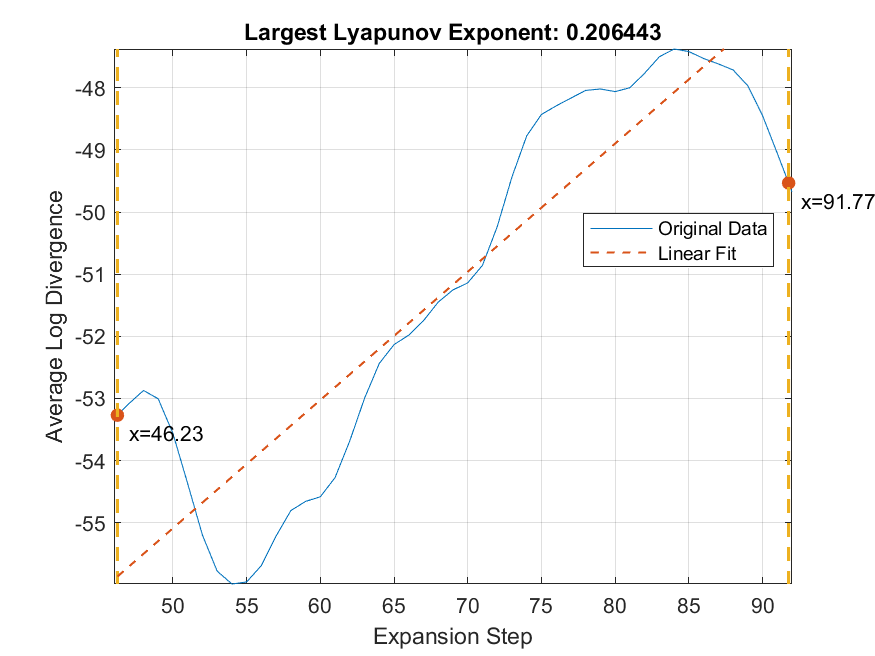 Largest Lyapunov Exponent: 0.206443
-48
-49
-50
-51
-52
-53
-54
-55
Average Log Divergence
x=46.23
x=91.77
Original Data
Linear Fit
50 55 60 65 70 75 80 85 90
Expansion Step